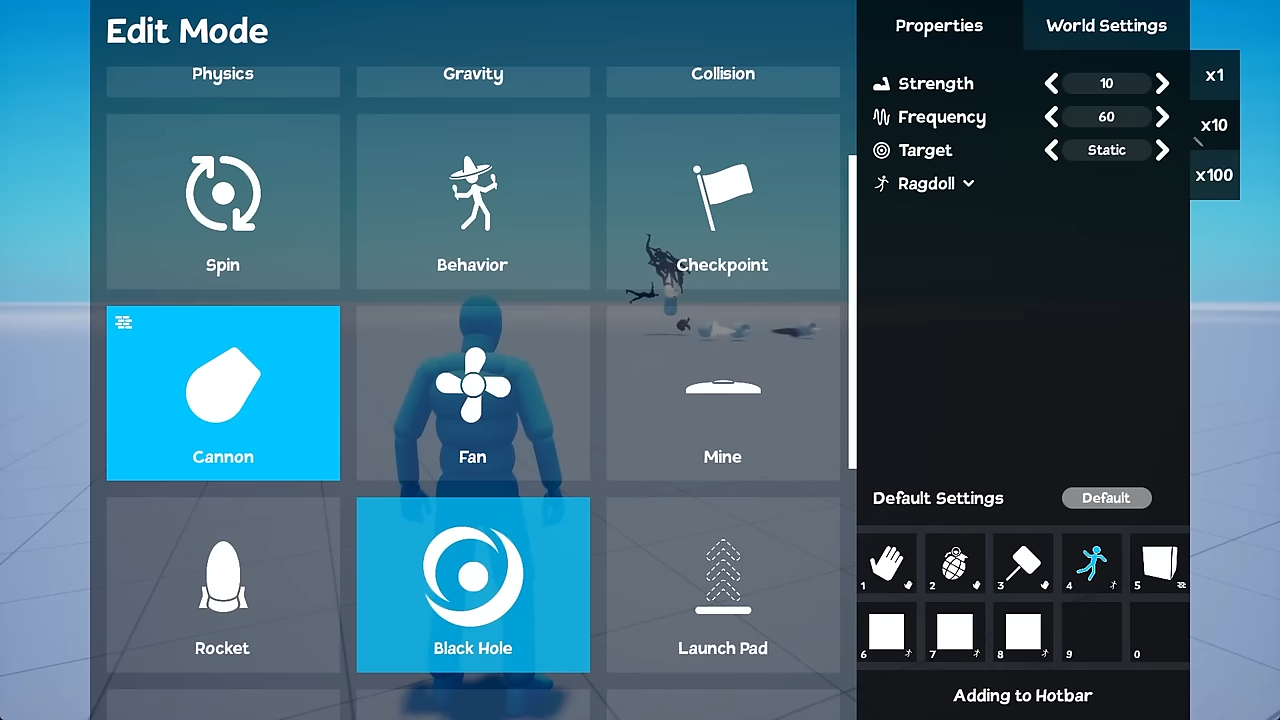 Edit Mode
Properties
World Settings
Physics
Gravity
Collision
Strength
10
x1
Frequency
60
x10
Target
Static
x100
Ragdoll
Spin
Behavior
Checkpoint
Cannon
Fan
Mine
Default Settings
Default
1
2
3
4
5
Rocket
Black Hole
Launch Pad
6
7
8
9
0
Adding to Hotbar